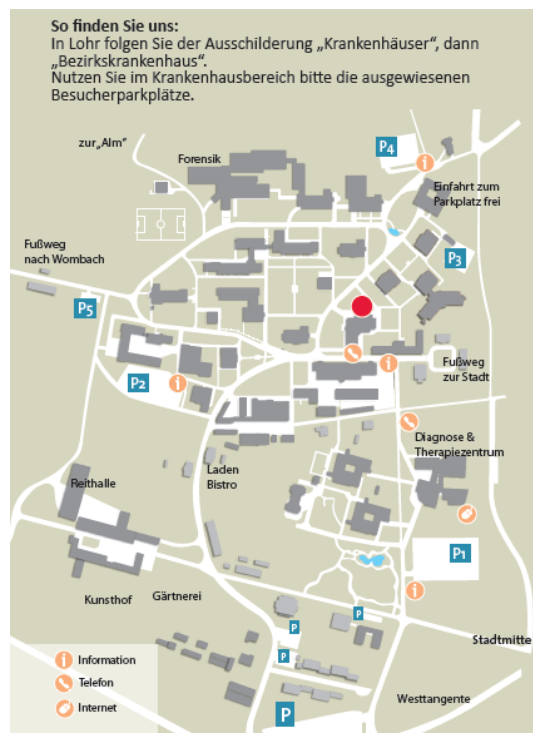 So finden Sie uns:
In Lohr folgen Sie der Ausschilderung „Krankenhäuser“, dann
„Bezirkskrankenhaus“.
Nutzen Sie im Krankenhausbereich bitte die ausgewiesenen
Besucherparkplätze.
zur„Alm”
P4
Forensik
Einfahrt zum
Parkplatz frei
Fußweg
nach Wombach
P3
P5
Fußweg
zur Stadt
P2
Diagnose &
Therapiezentrum
Laden
Bistro
Reithalle
P1
Kunsthof
Gärtnerei
P
P
P
Stadtmitte
Information
Telefon
Internet
Westtangente
P